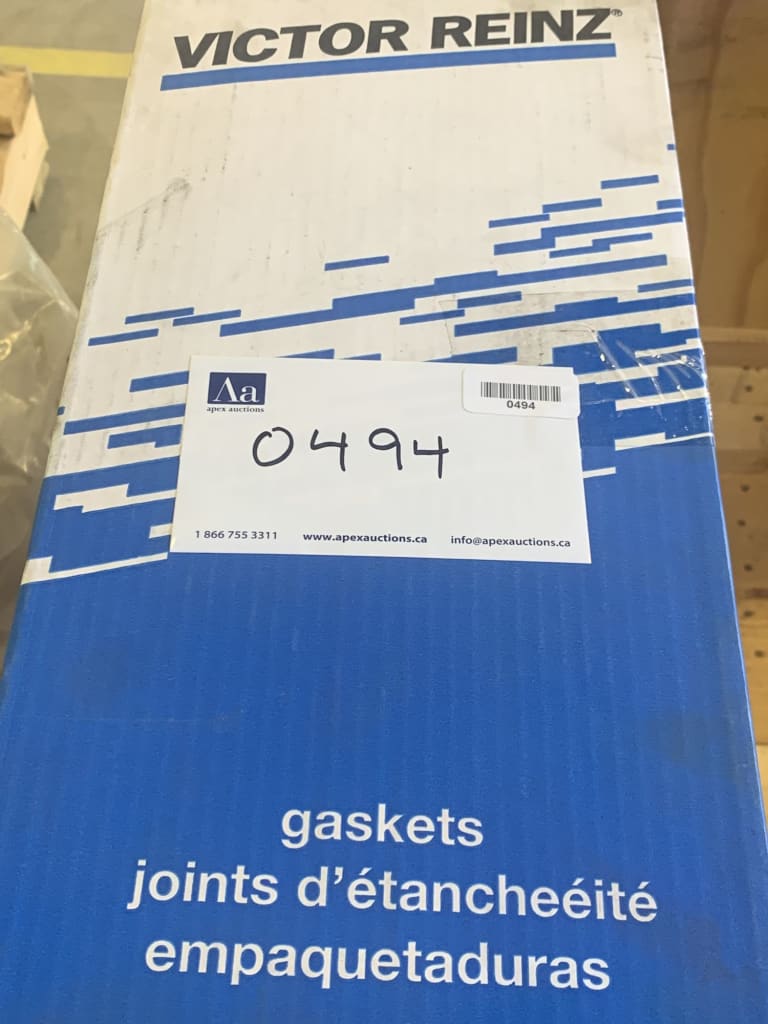 VICTOR REINZ®
Aa
apex auctions
0494
0494
1 866 755 3311 www.apexauctions.ca info@apexauctions.ca
gaskets
joints d'étancheéité
empaquetaduras